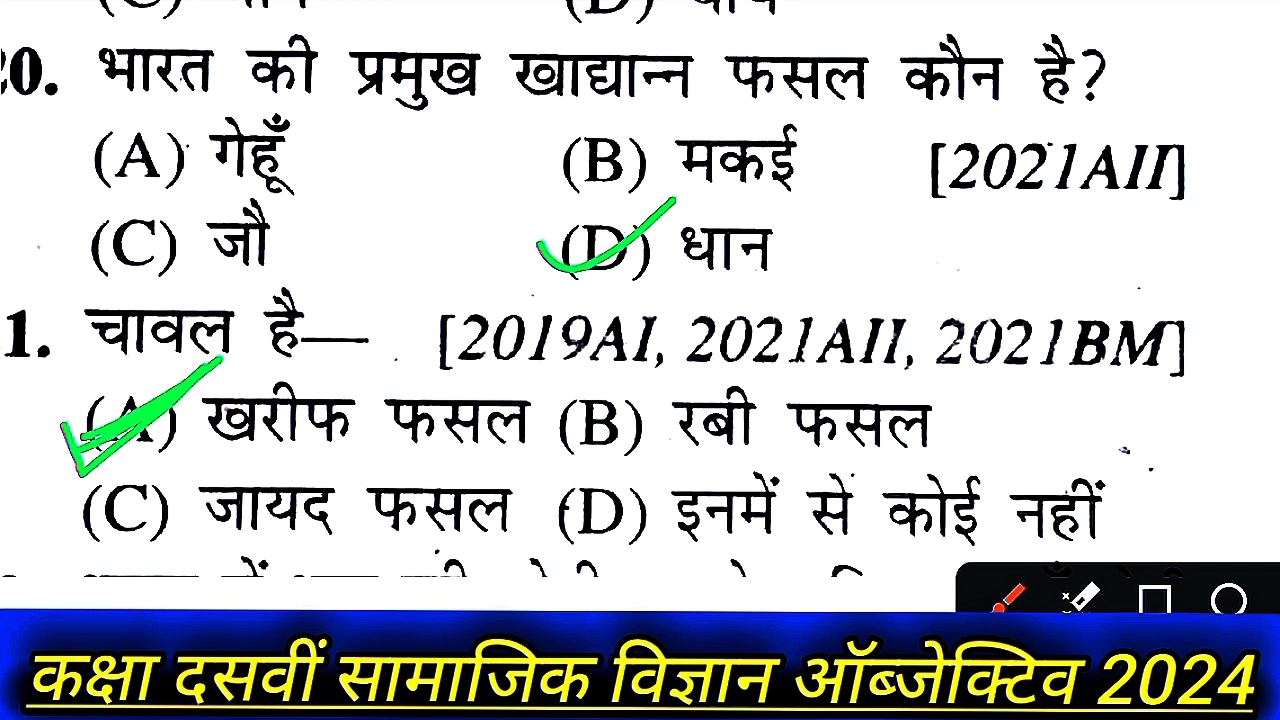 20. भारत की प्रमुख खाद्यान्न फसल कौन है?
(A) गेहूँ (B) मकई [2021AII]
(C) जौ (D) धान
1. चावल है— [2019AI, 2021AII, 2021BM]
(A) खरीफ फसल (B) रबी फसल
(C) जायद फसल (D) इनमें से कोई नहीं
कक्षा दसवीं सामाजिक विज्ञान ऑब्जेक्टिव 2024